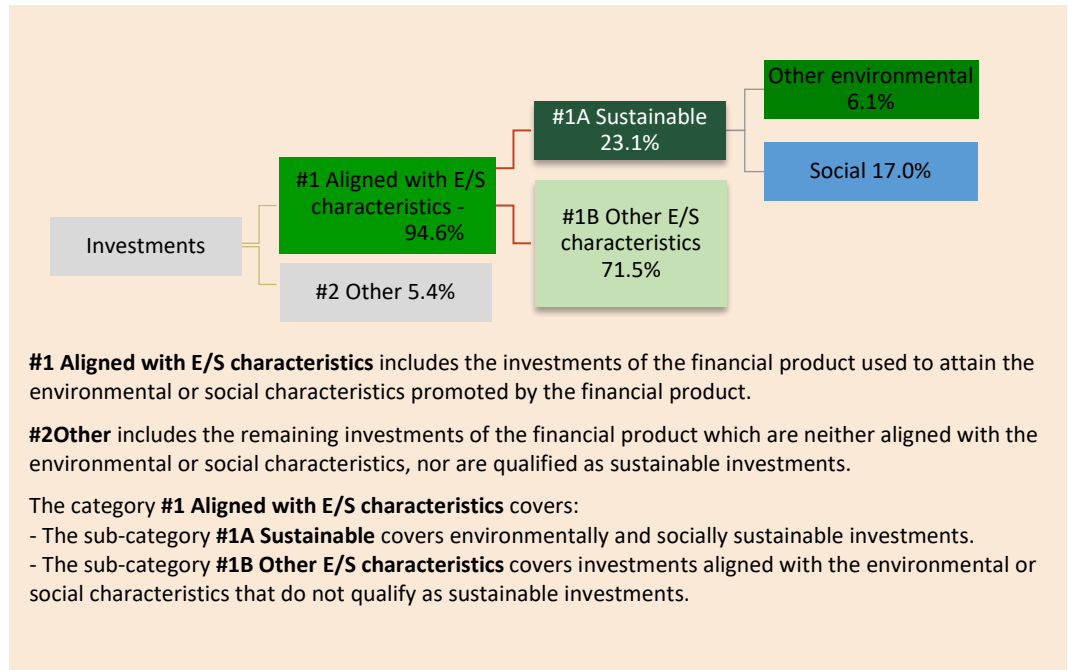 Investments
#1 Aligned with E/S
characteristics -
94.6%
#2 Other 5.4%
#1A Sustainable
23.1%
#1B Other E/S
characteristics
71.5%
Other environmental
6.1%
Social 17.0%
#1 Aligned with E/S characteristics includes the investments of the financial product used to attain the
environmental or social characteristics promoted by the financial product.
#2Other includes the remaining investments of the financial product which are neither aligned with the
environmental or social characteristics, nor are qualified as sustainable investments.
The category #1 Aligned with E/S characteristics covers:
- The sub-category #1A Sustainable covers environmentally and socially sustainable investments.
- The sub-category #1B Other E/S characteristics covers investments aligned with the environmental or
social characteristics that do not qualify as sustainable investments.